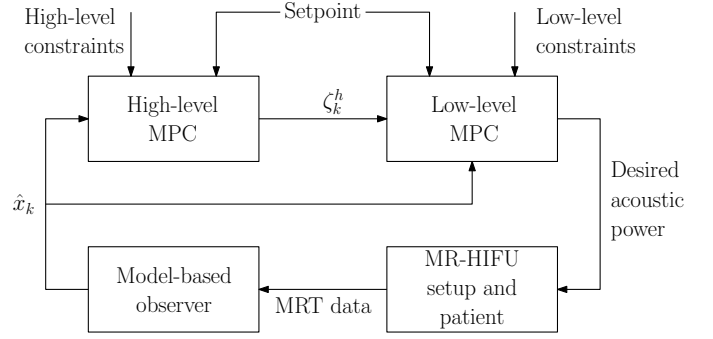 High-level
constraints
Setpoint
Low-level
constraints
High-level
MPC
ζ_k^h
Low-level
MPC
x̂_k
Desired
acoustic
power
Model-based
observer
MRT data
MR-HIFU
setup and
patient